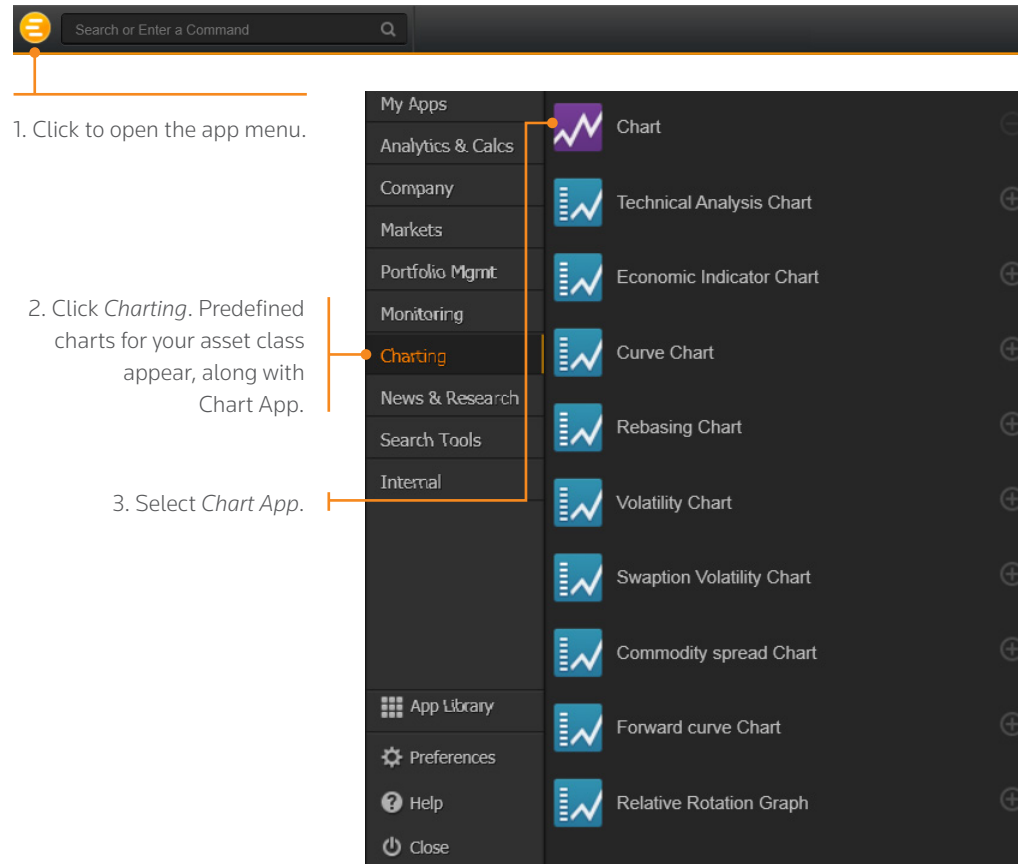 Search or Enter a Command
1. Click to open the app menu.
2. Click Charting. Predefined
charts for your asset class
appear, along with
Chart App.
3. Select Chart App.
My Apps
Analytics & Calcs
Company
Markets
Portfolio Mgmt
Monitoring
Charting
News & Research
Search Tools
Internal
App Library
Preferences
Help
Close
Chart
Technical Analysis Chart
Economic Indicator Chart
Curve Chart
Rebasing Chart
Volatility Chart
Swaption Volatility Chart
Commodity spread Chart
Forward curve Chart
Relative Rotation Graph